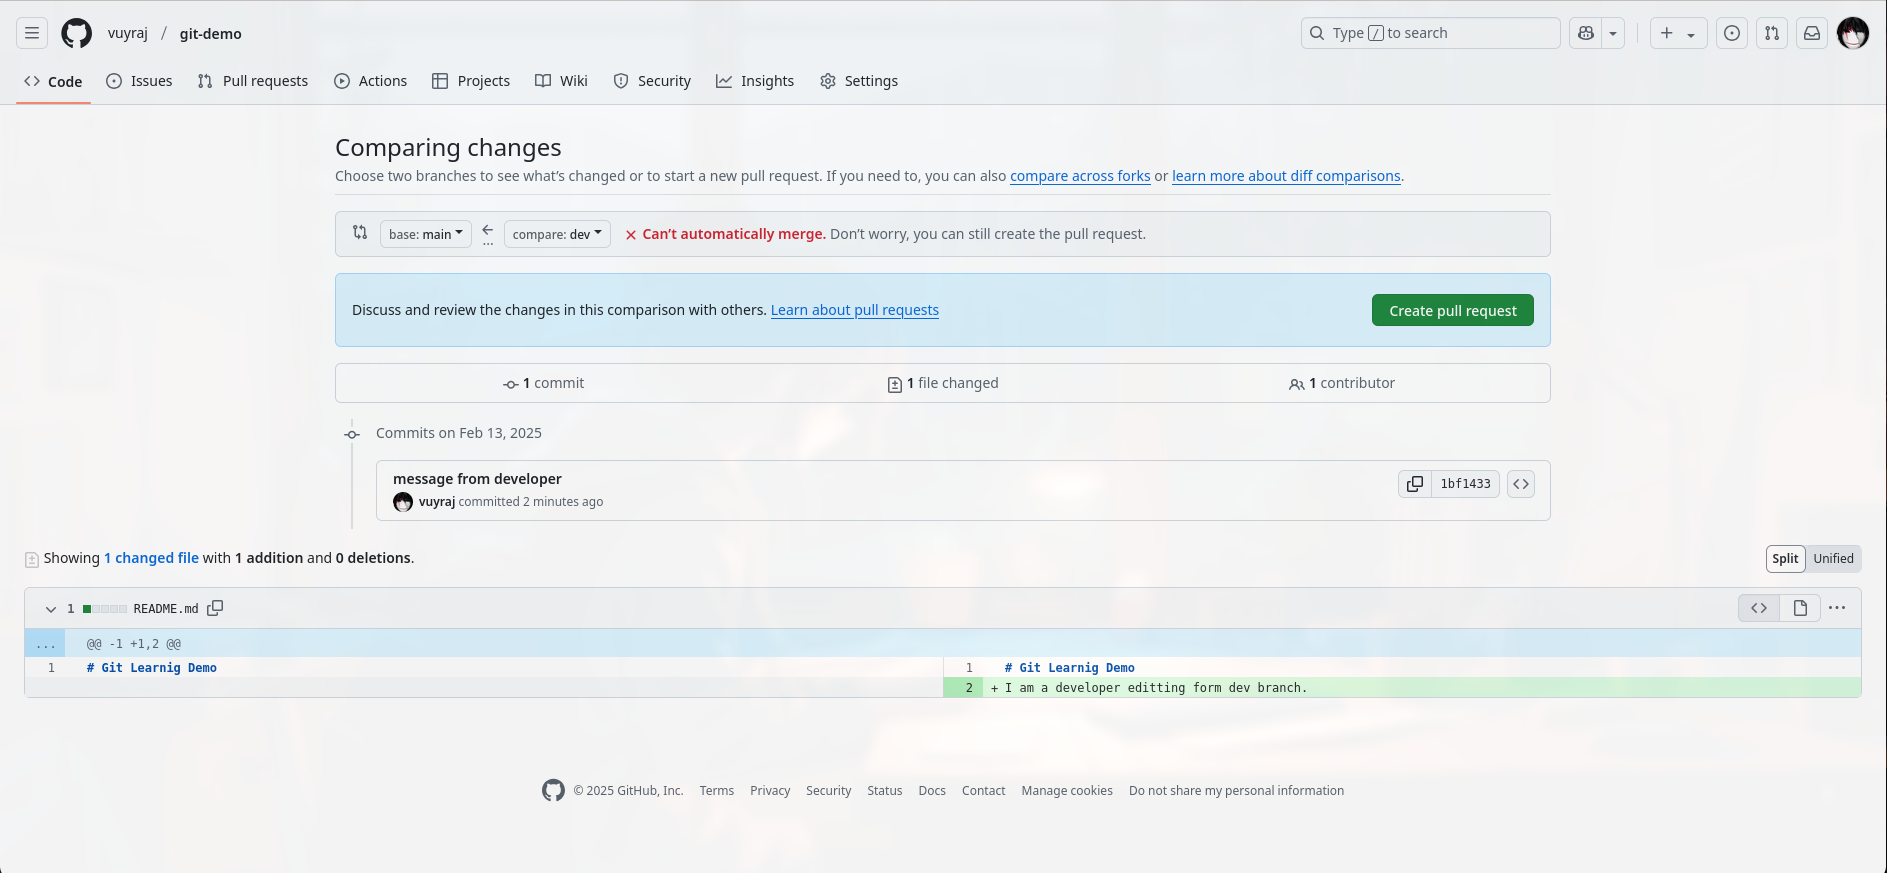 vuyraj / git-demo
Type / to search
Code Issues Pull requests Actions Projects Wiki Security Insights Settings
Comparing changes
Choose two branches to see what's changed or to start a new pull request. If you need to, you can also compare across forks or learn more about diff comparisons.
base: main ← ... compare: dev Can't automatically merge. Don't worry, you can still create the pull request.
Discuss and review the changes in this comparison with others. Learn about pull requests Create pull request
1 commit 1 file changed 1 contributor
Commits on Feb 13, 2025
message from developer
vuyraj committed 2 minutes ago
1bf1433
Showing 1 changed file with 1 addition and 0 deletions.
Split Unified
1 README.md
... @@ -1 +1,2 @@
1 # Git Learnig Demo 1 # Git Learnig Demo
2 + I am a developer editting form dev branch.
© 2025 GitHub, Inc. Terms Privacy Security Status Docs Contact Manage cookies Do not share my personal information